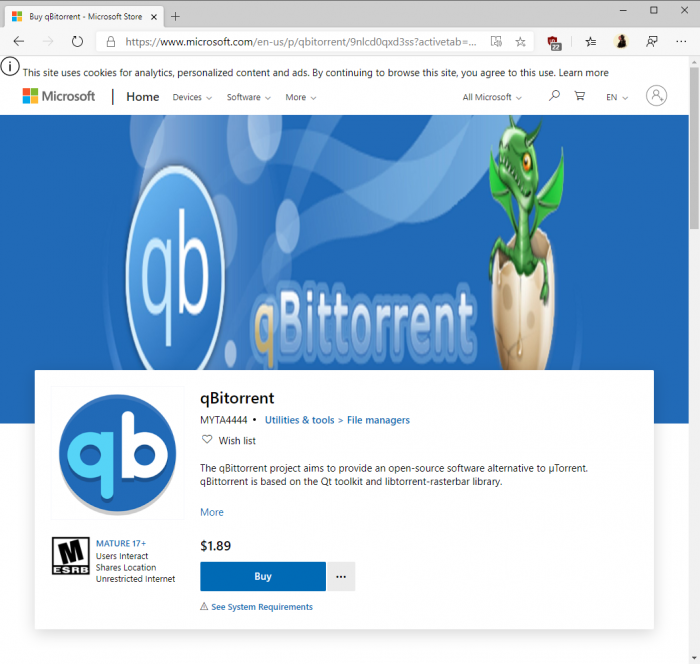 Buy qBitorrent - Microsoft Store
https://www.microsoft.com/en-us/p/qbitorrent/9nlcd0qxd3ss?activetab=...
22
This site uses cookies for analytics, personalized content and ads. By continuing to browse this site, you agree to this use. Learn more
Microsoft Home Devices Software More All Microsoft EN
qb
qBittorrent
qBitorrent
qb
MYTA4444 • Utilities & tools > File managers
Wish list
The qBittorrent project aims to provide an open-source software alternative to µTorrent.
qBittorrent is based on the Qt toolkit and libtorrent-rasterbar library.
More
M
ESRB
MATURE 17+
Users Interact
Shares Location
Unrestricted Internet
$1.89
Buy ...
See System Requirements